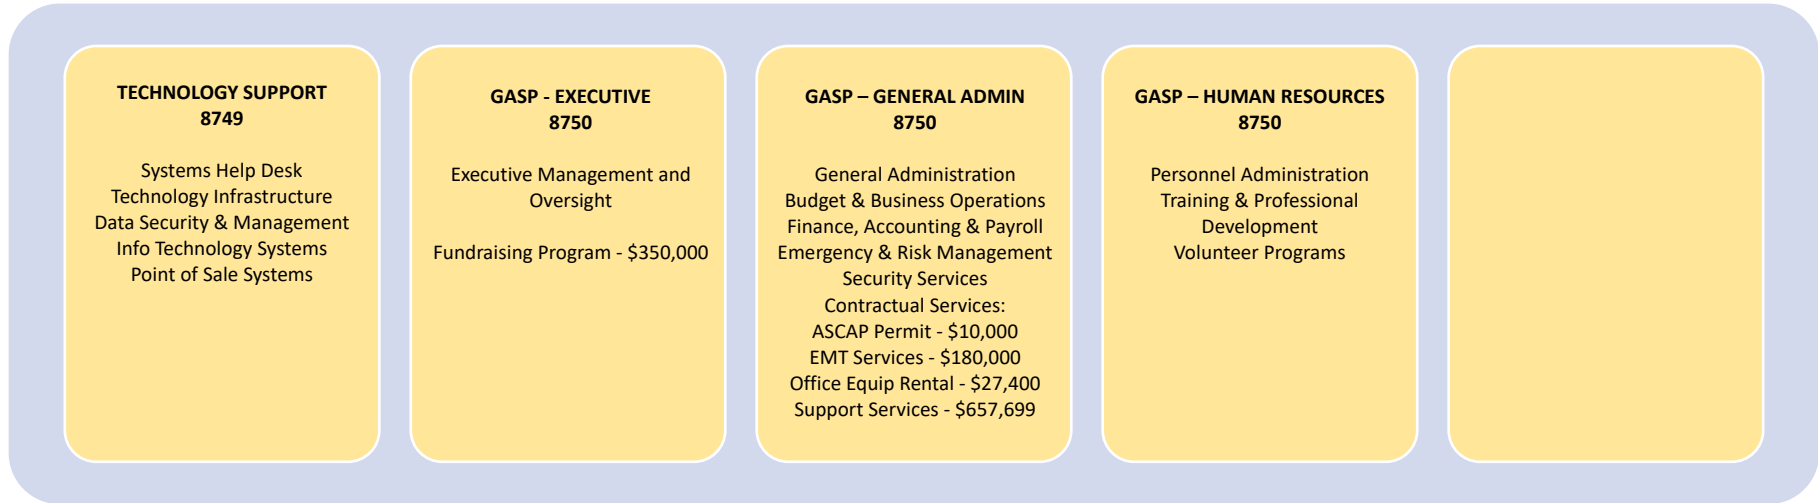 TECHNOLOGY SUPPORT
8749
Systems Help Desk
Technology Infrastructure
Data Security & Management
Info Technology Systems
Point of Sale Systems
GASP - EXECUTIVE
8750
Executive Management and
Oversight
Fundraising Program - $350,000
GASP – GENERAL ADMIN
8750
General Administration
Budget & Business Operations
Finance, Accounting & Payroll
Emergency & Risk Management
Security Services
Contractual Services:
ASCAP Permit - $10,000
EMT Services - $180,000
Office Equip Rental - $27,400
Support Services - $657,699
GASP – HUMAN RESOURCES
8750
Personnel Administration
Training & Professional
Development
Volunteer Programs